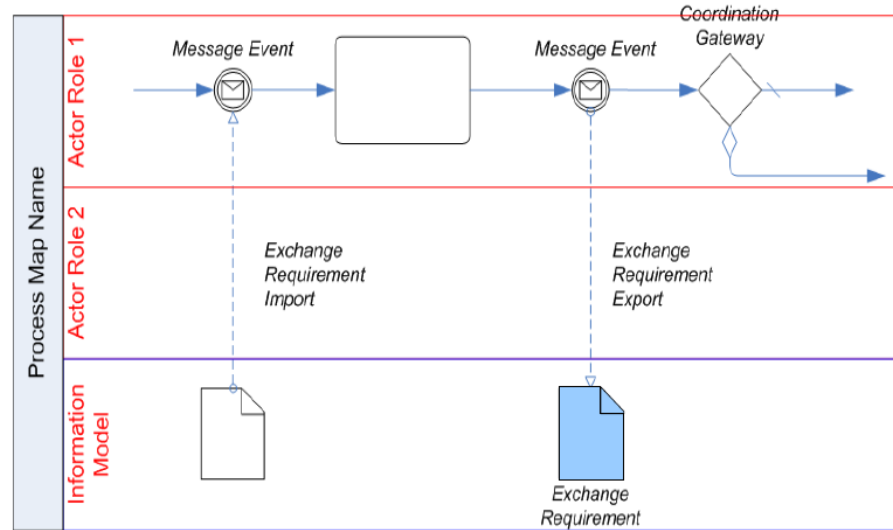 Process Map Name
Actor Role 1
Message Event
Message Event
Coordination
Gateway
Actor Role 2
Exchange
Requirement
Import
Exchange
Requirement
Export
Information
Model
Exchange
Requirement